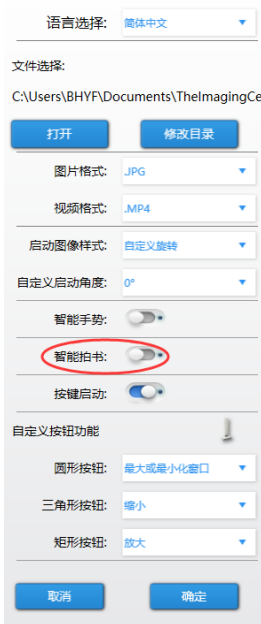 语言选择: 简体中文
文件选择:
C:\Users\BHYF\Documents\TheImagingCe
打开 修改目录
图片格式: .JPG
视频格式: .MP4
启动图像样式: 自定义旋转
自定义启动角度: 0°
智能手势:
智能拍书:
按键启动:
自定义按钮功能
圆形按钮: 最大或最小化窗口
三角形按钮: 缩小
矩形按钮: 放大
取消 确定